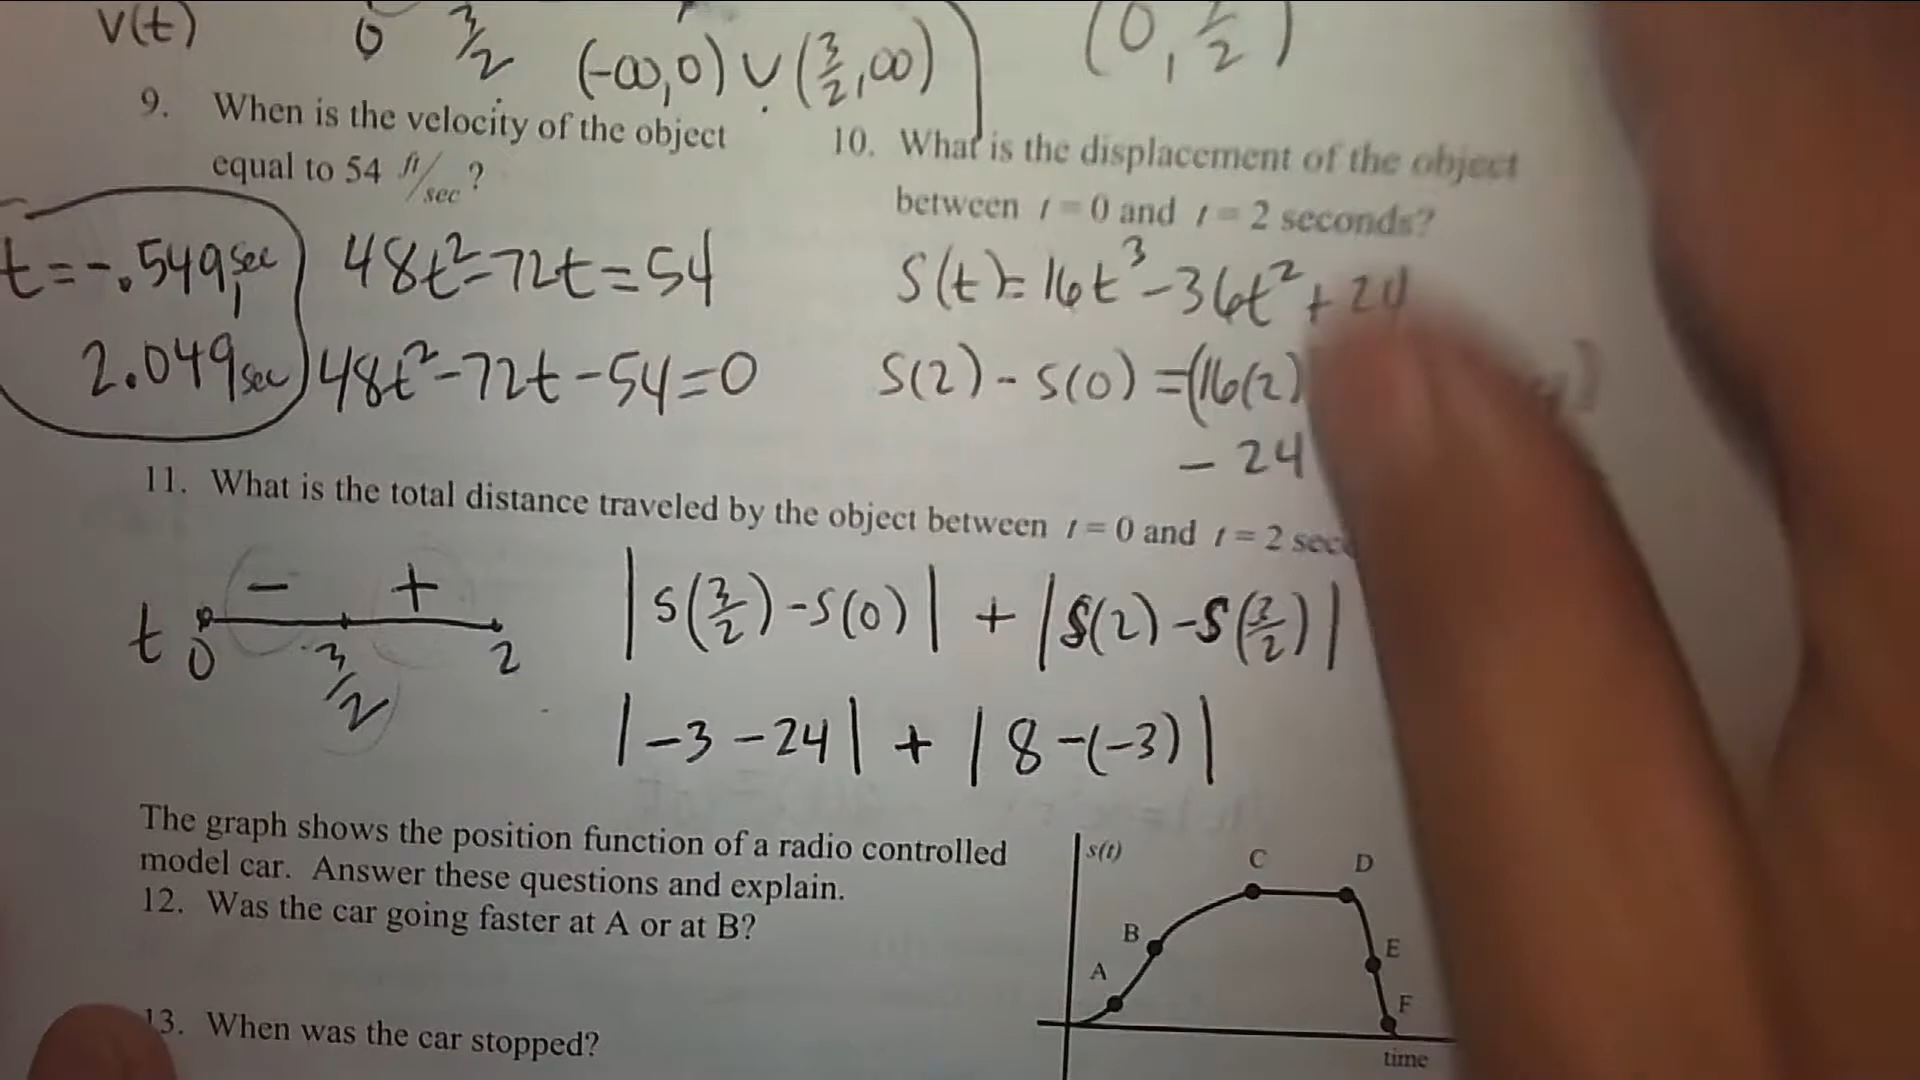 v(t) 0 3/2 (-∞,0) ∪ (3/2,∞) (0, /2)
9. When is the velocity of the object
equal to 54 ft/sec ?
t = -.549 sec, 48t²-72t=54
2.049 sec 48t²-72t-54=0
10. What is the displacement of the object
between t = 0 and t = 2 seconds?
s(t)= 16t³-36t²+24
s(2) - s(0) =(16(2)
- 24
11. What is the total distance traveled by the object between t = 0 and t = 2
- +
t 0 3/2 2
|s(3/2)-s(0)| + |s(2)-s(3/2)|
|-3-24| + |8-(-3)|
The graph shows the position function of a radio controlled
model car. Answer these questions and explain.
12. Was the car going faster at A or at B?
13. When was the car stopped?
s(t)
C
D
B
E
A
F
time